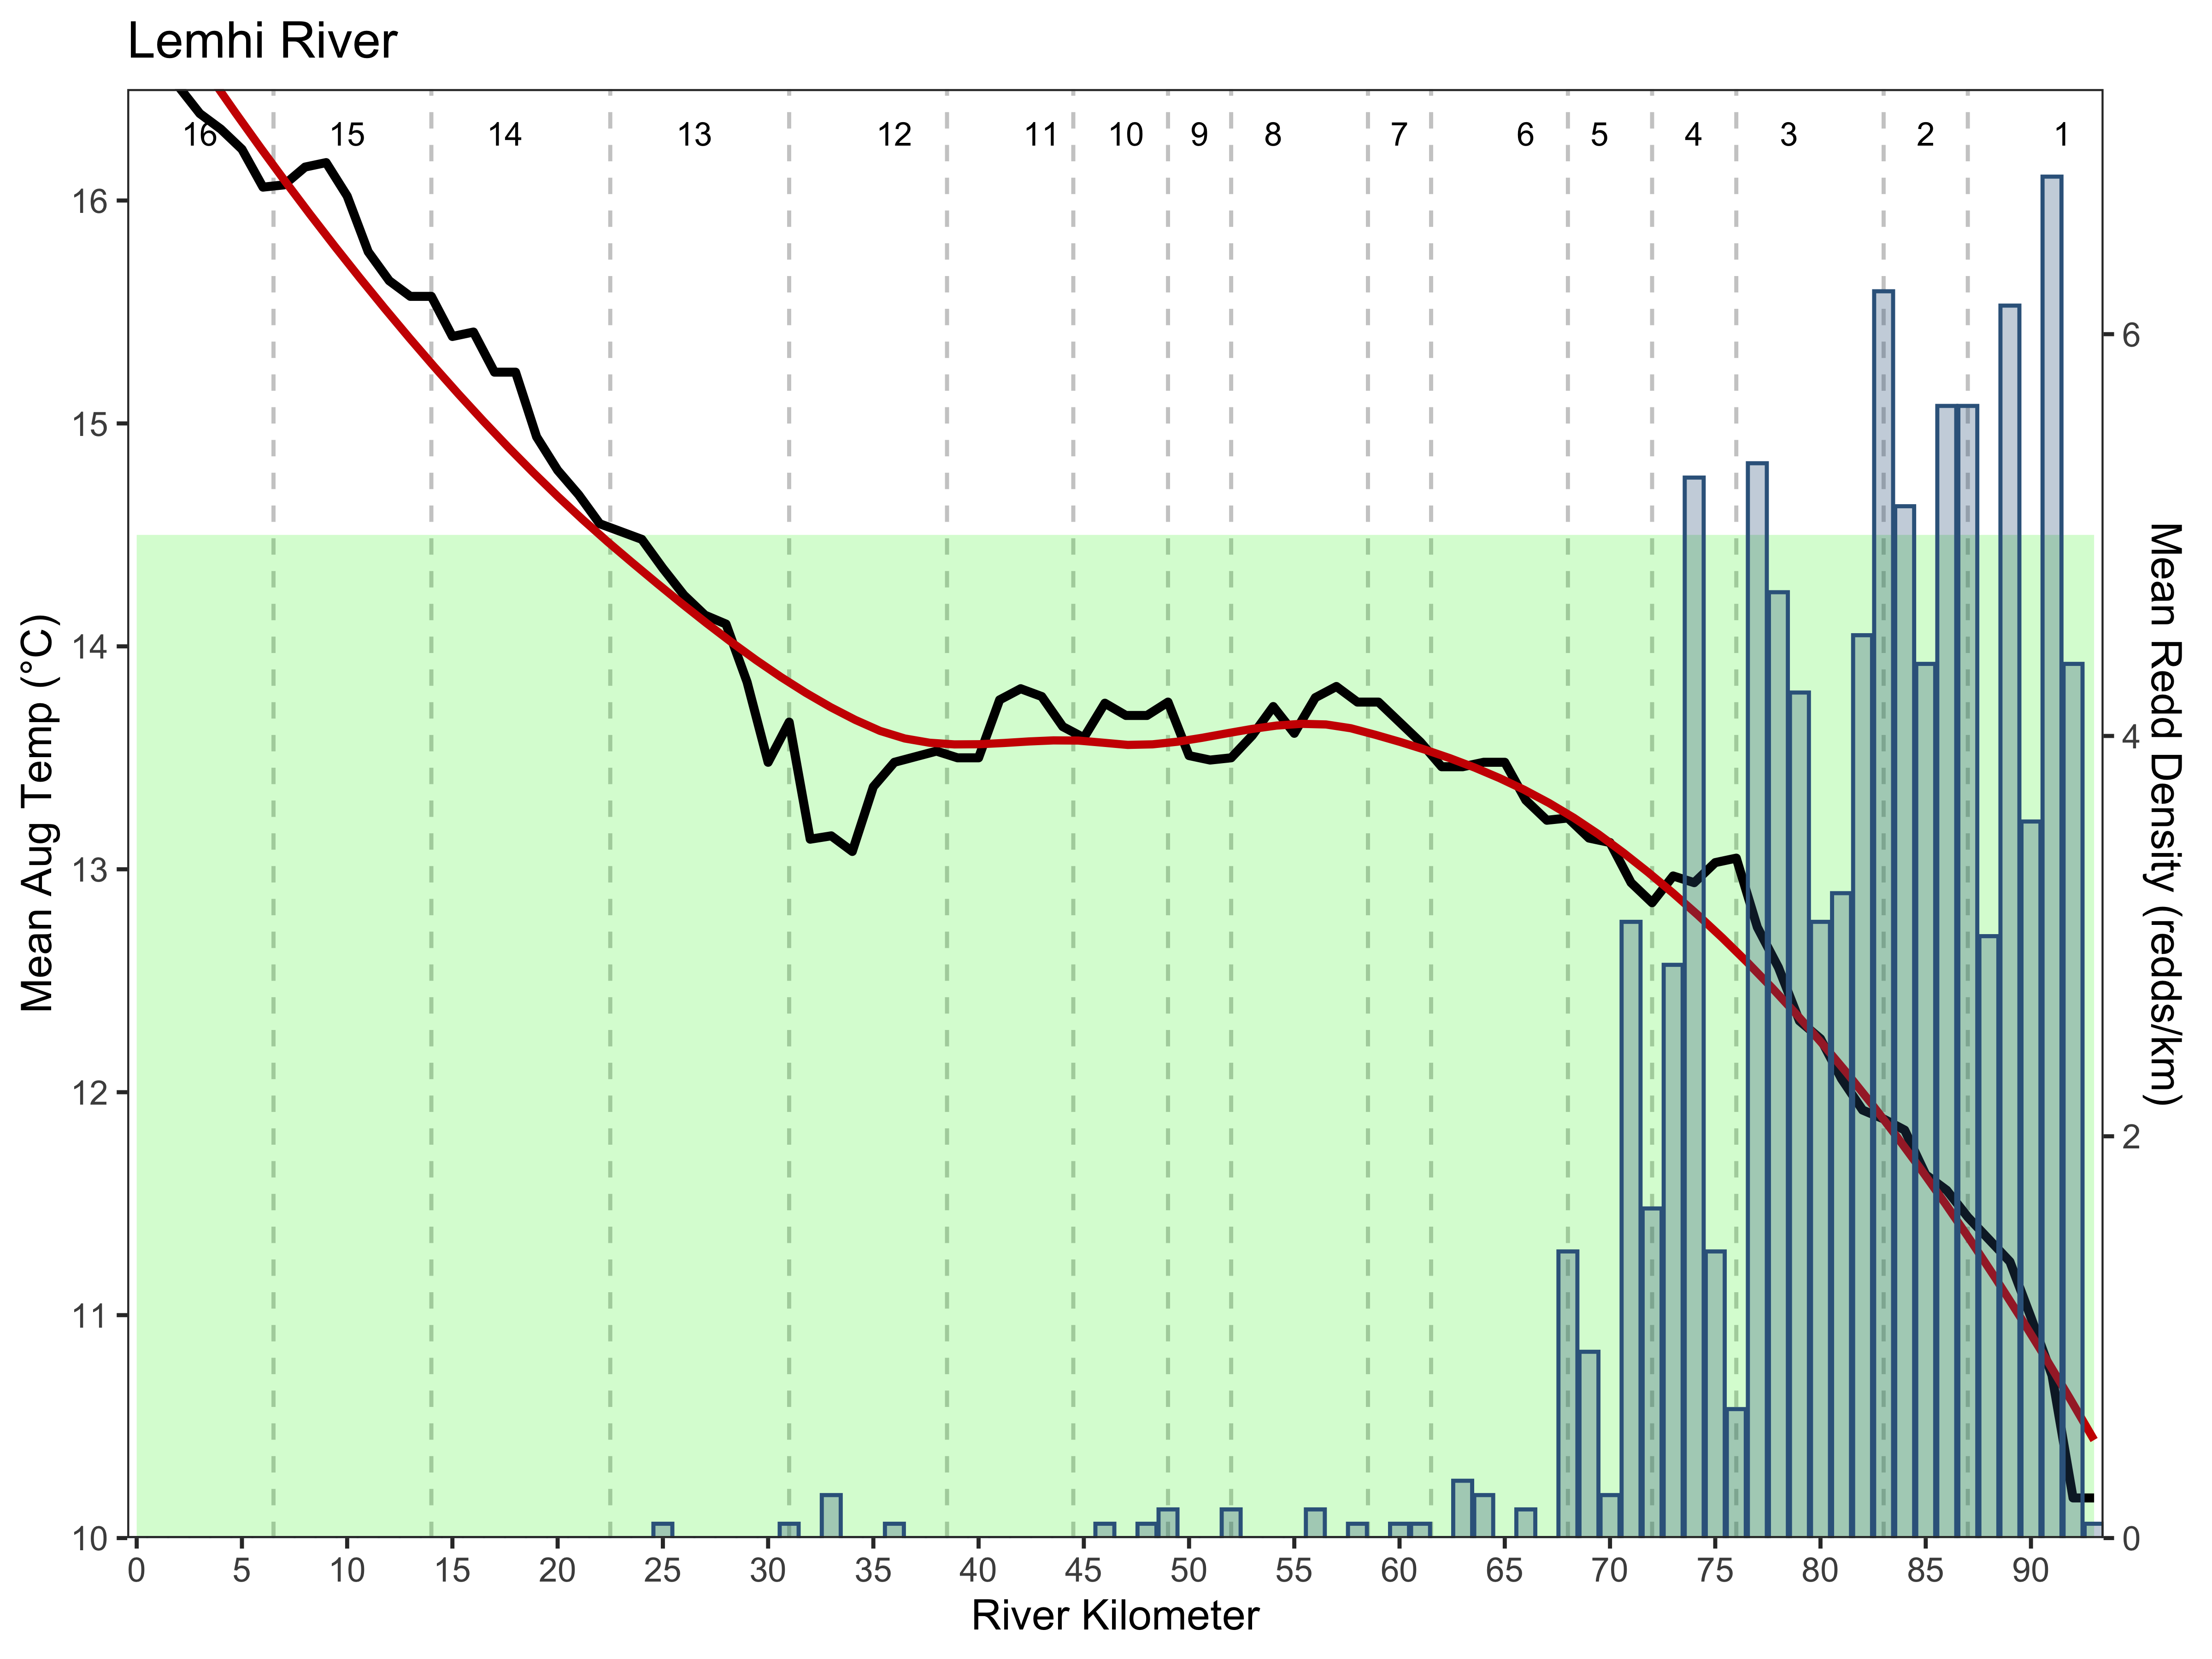 Lemhi River
16 15 14 13 12 11 10 9 8 7 6 5 4 3 2 1
16
15
14
13
12
11
10
Mean Aug Temp (°C)
6
4
2
0
Mean Redd Density (redds/km)
0 5 10 15 20 25 30 35 40 45 50 55 60 65 70 75 80 85 90
River Kilometer